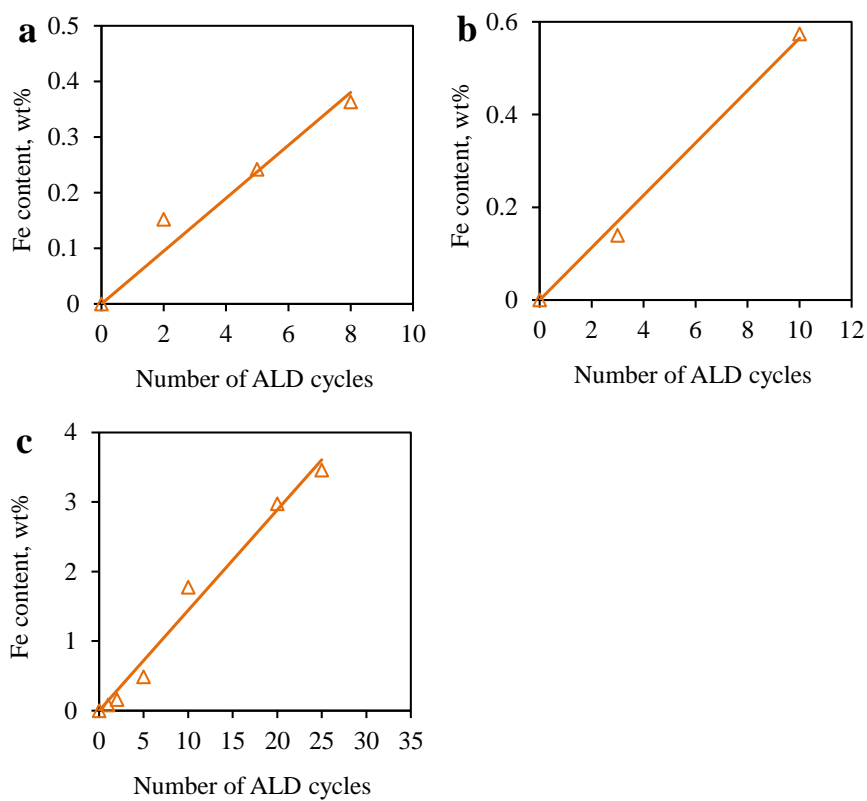 a
0.5
0.4
0.3
0.2
0.1
0
0 2 4 6 8 10
Fe content, wt%
Number of ALD cycles
b
0.6
0.4
0.2
0
0 2 4 6 8 10 12
Fe content, wt%
Number of ALD cycles
c
4
3
2
1
0
0 5 10 15 20 25 30 35
Fe content, wt%
Number of ALD cycles